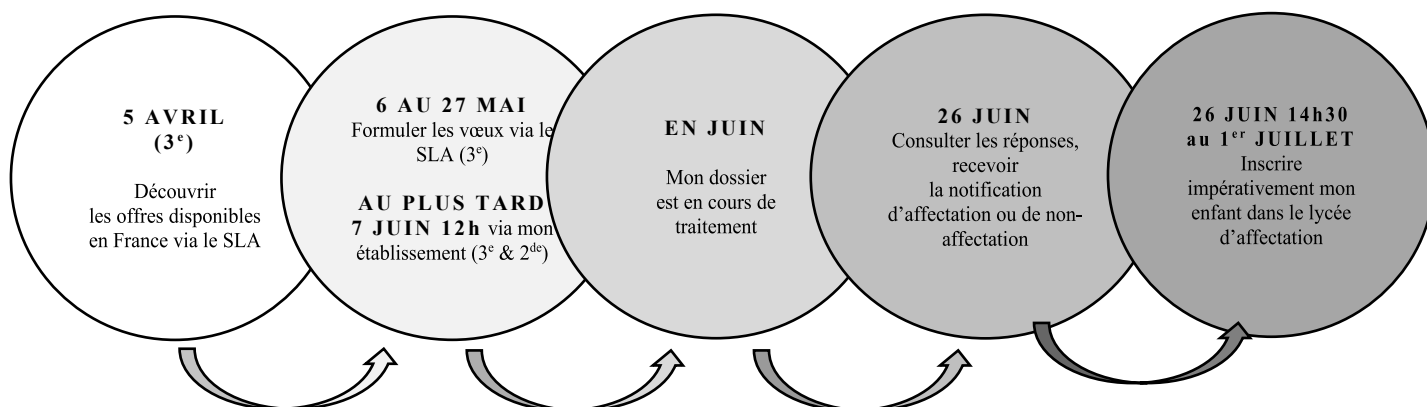 5 AVRIL
(3e)
Découvrir
les offres disponibles
en France via le SLA
6 AU 27 MAI
Formuler les vœux via le
SLA (3e)
AU PLUS TARD
7 JUIN 12h via mon
établissement (3e & 2de)
EN JUIN
Mon dossier
est en cours de
traitement
26 JUIN
Consulter les réponses,
recevoir
la notification
d’affectation ou de non-
affectation
26 JUIN 14h30
au 1er JUILLET
Inscrire
impérativement mon
enfant dans le lycée
d’affectation